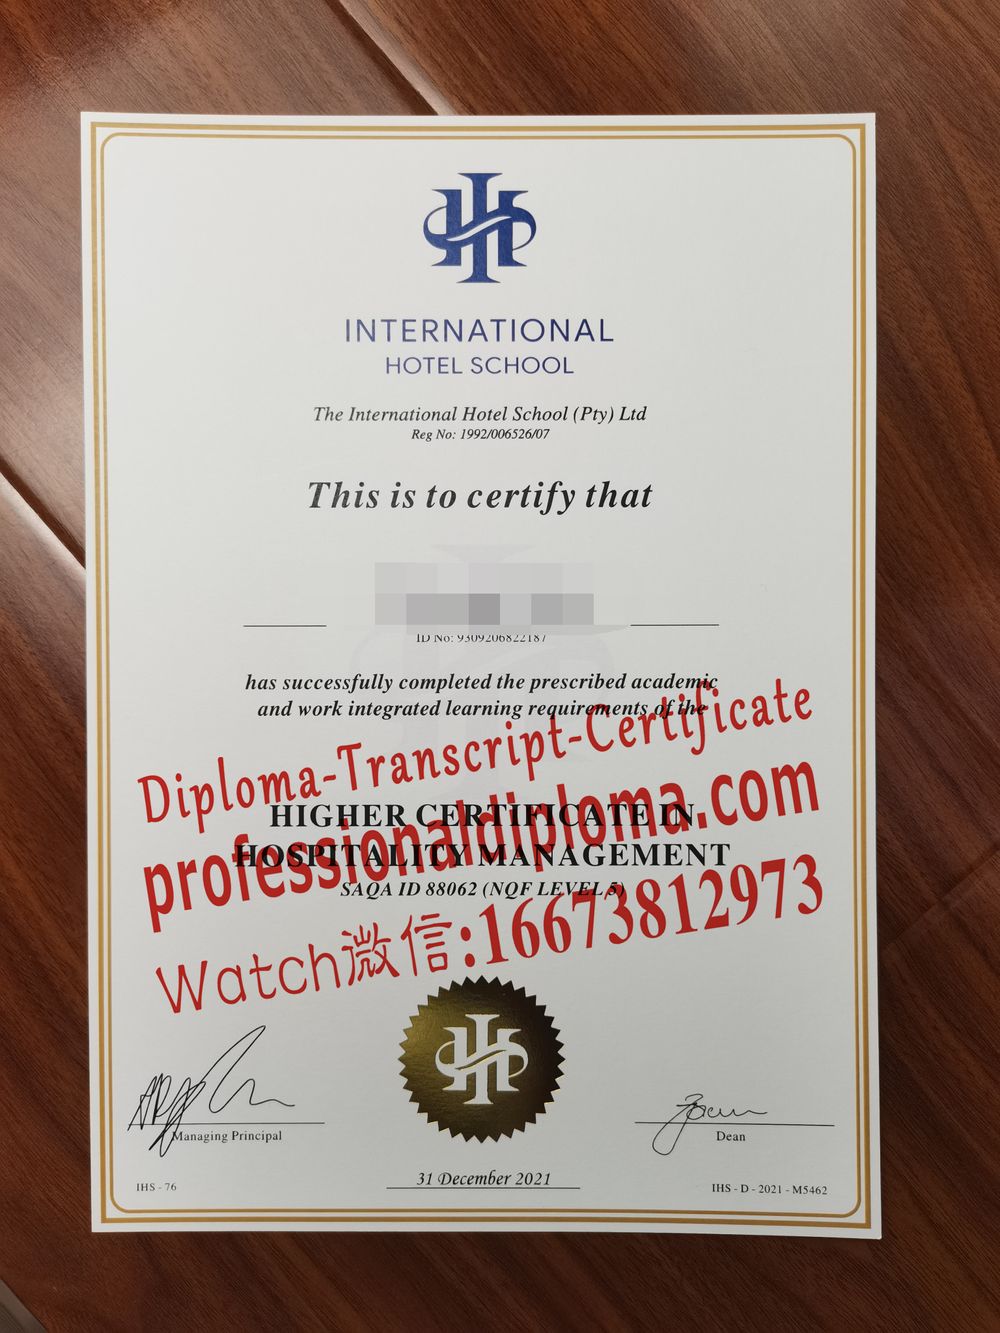 INTERNATIONAL
HOTEL SCHOOL
The International Hotel School (Pty) Ltd
Reg No: 1992/006526/07
This is to certify that
ID No: 9309206822187
has successfully completed the prescribed academic
and work integrated learning requirements of the
Diploma-Transcript-Certificate
HIGHER CERTIFICATE IN
professionaldiploma.com
HOSPITALITY MANAGEMENT
SAQA ID 88062 (NQF LEVEL 5)
Watch微信:16673812973
Managing Principal
Dean
31 December 2021
IHS - 76
IHS - D - 2021 - M5462